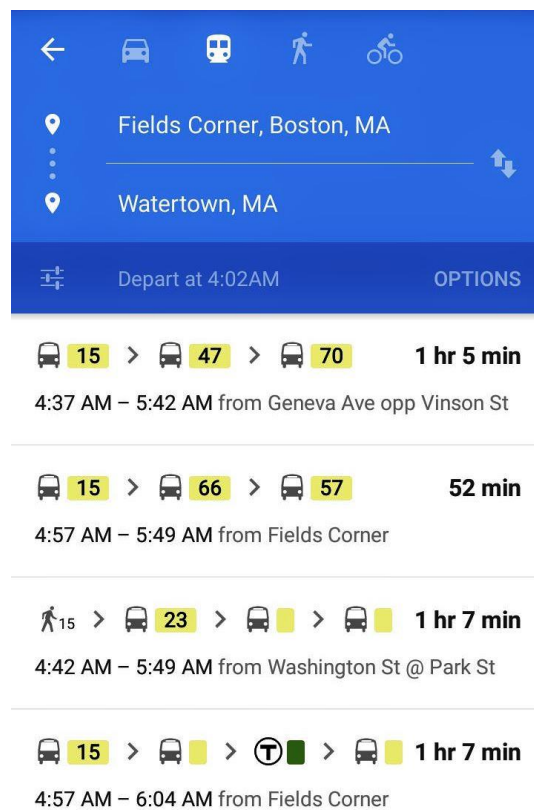 Fields Corner, Boston, MA
Watertown, MA
Depart at 4:02AM OPTIONS
15 > 47 > 70 1 hr 5 min
4:37 AM – 5:42 AM from Geneva Ave opp Vinson St
15 > 66 > 57 52 min
4:57 AM – 5:49 AM from Fields Corner
15 > 23 > > 1 hr 7 min
4:42 AM – 5:49 AM from Washington St @ Park St
15 > > T > 1 hr 7 min
4:57 AM – 6:04 AM from Fields Corner